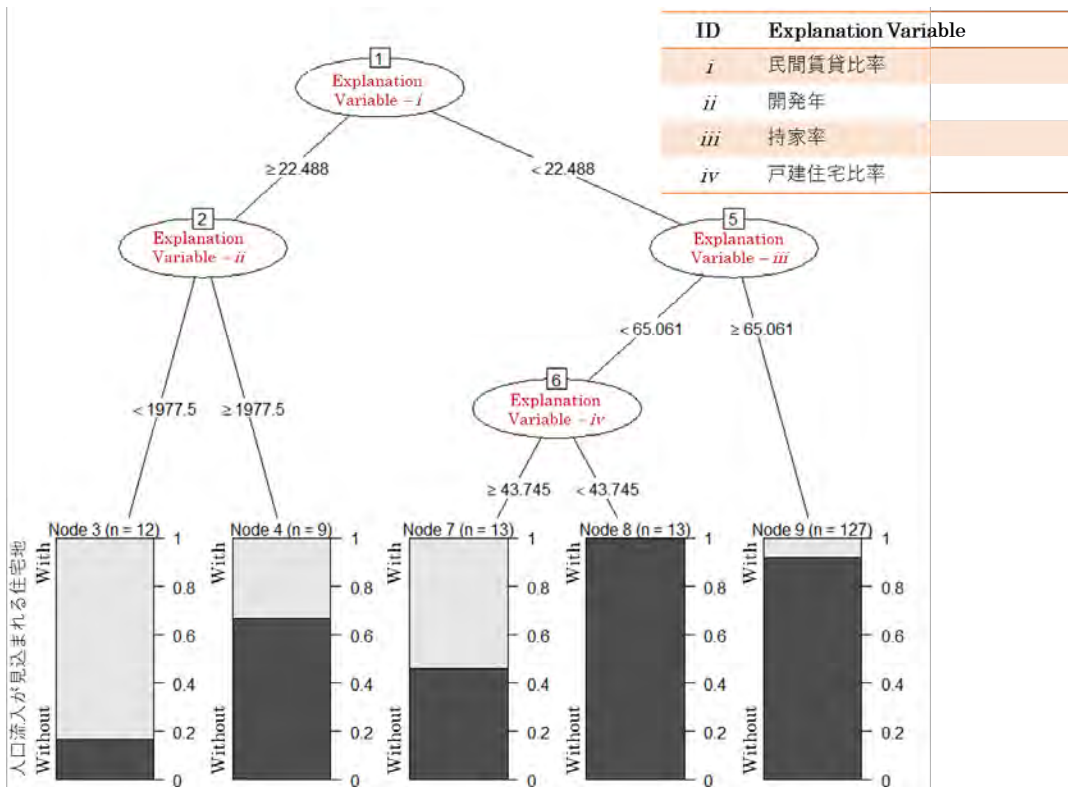 ID Explanation Variable
i 民間賃貸比率
ii 開発年
iii 持家率
iv 戸建住宅比率
1
Explanation
Variable – i
≥ 22.488
< 22.488
2
Explanation
Variable – ii
5
Explanation
Variable – iii
< 65.061
≥ 65.061
6
Explanation
Variable – iv
< 1977.5
≥ 1977.5
≥ 43.745
< 43.745
人口流入が見込まれる住宅地
Node 3 (n = 12)
With
Without
1
0.8
0.6
0.4
0.2
0
Node 4 (n = 9)
With
Without
1
0.8
0.6
0.4
0.2
0
Node 7 (n = 13)
With
Without
1
0.8
0.6
0.4
0.2
0
Node 8 (n = 13)
With
Without
1
0.8
0.6
0.4
0.2
0
Node 9 (n = 127)
With
Without
1
0.8
0.6
0.4
0.2
0